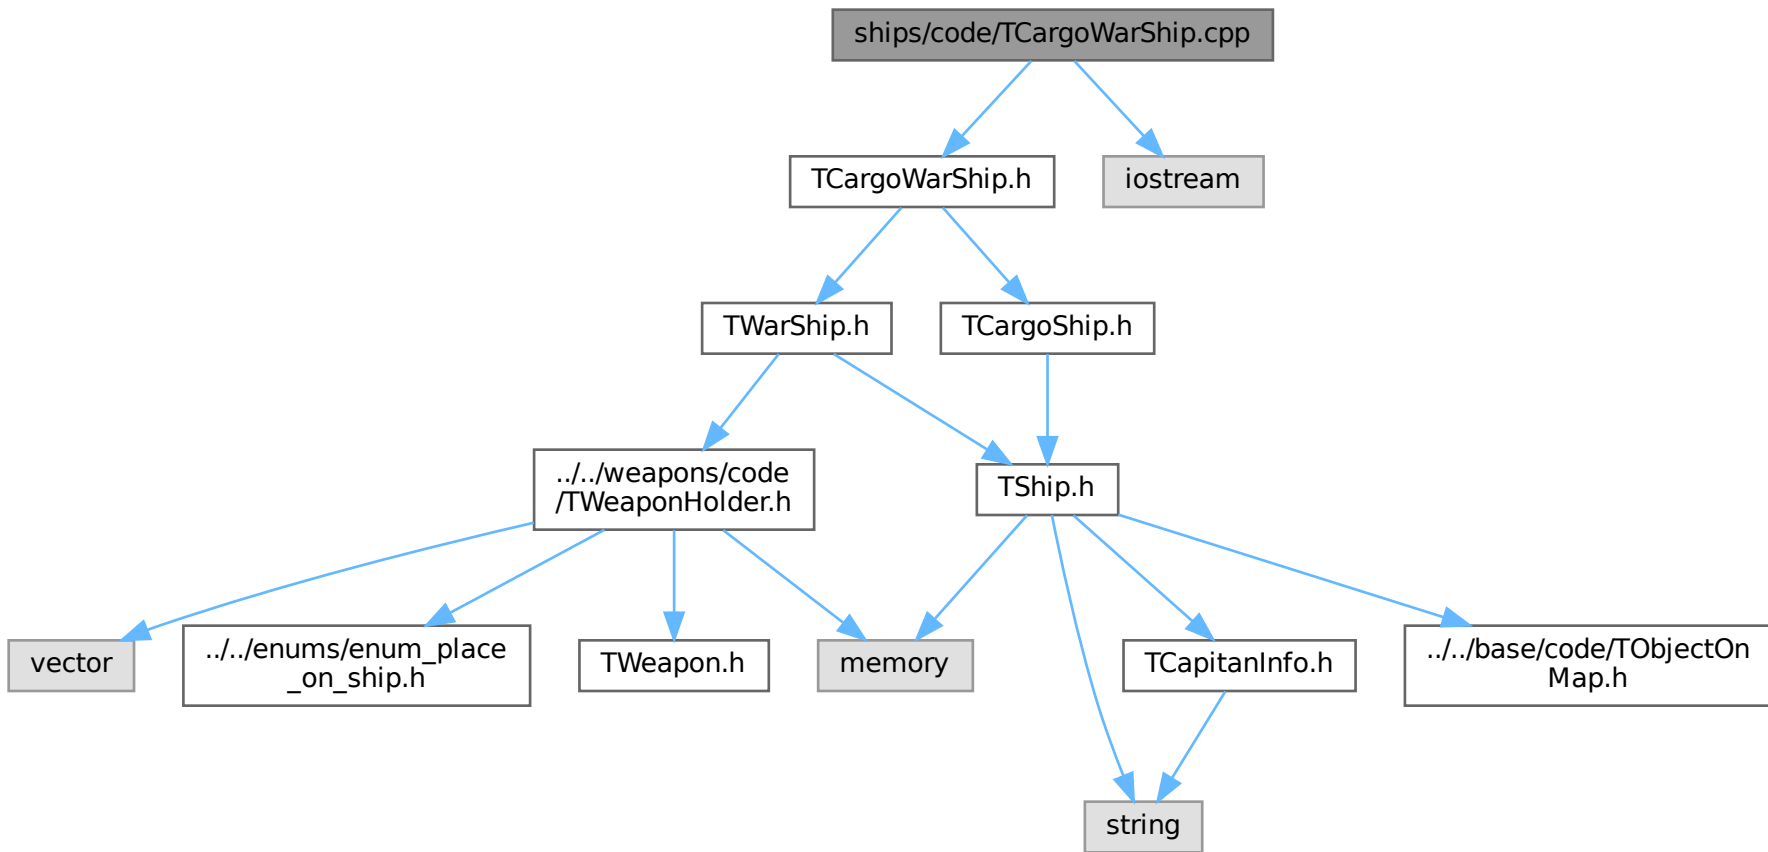 ships/code/TCargoWarShip.cpp
TCargoWarShip.h
iostream
TWarShip.h
TCargoShip.h
../../weapons/code
/TWeaponHolder.h
TShip.h
vector
../../enums/enum_place
_on_ship.h
TWeapon.h
memory
TCapitanInfo.h
../../base/code/TObjectOn
Map.h
string